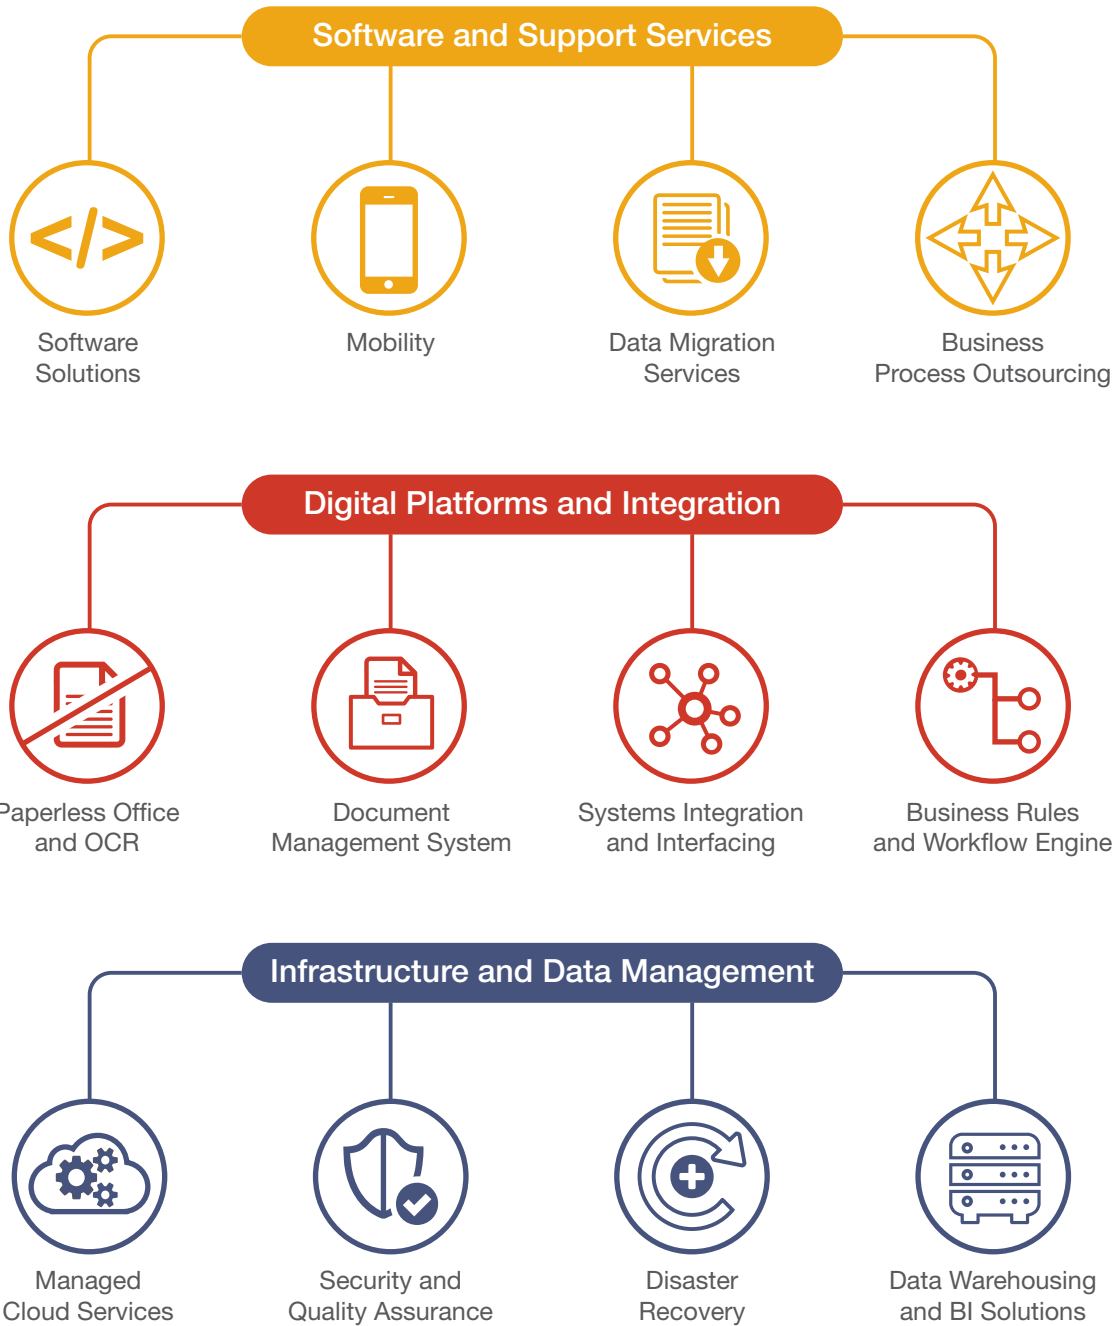 Software and Support Services
Software
Solutions
Mobility
Data Migration
Services
Business
Process Outsourcing
Digital Platforms and Integration
Paperless Office
and OCR
Document
Management System
Systems Integration
and Interfacing
Business Rules
and Workflow Engine
Infrastructure and Data Management
Managed
Cloud Services
Security and
Quality Assurance
Disaster
Recovery
Data Warehousing
and BI Solutions